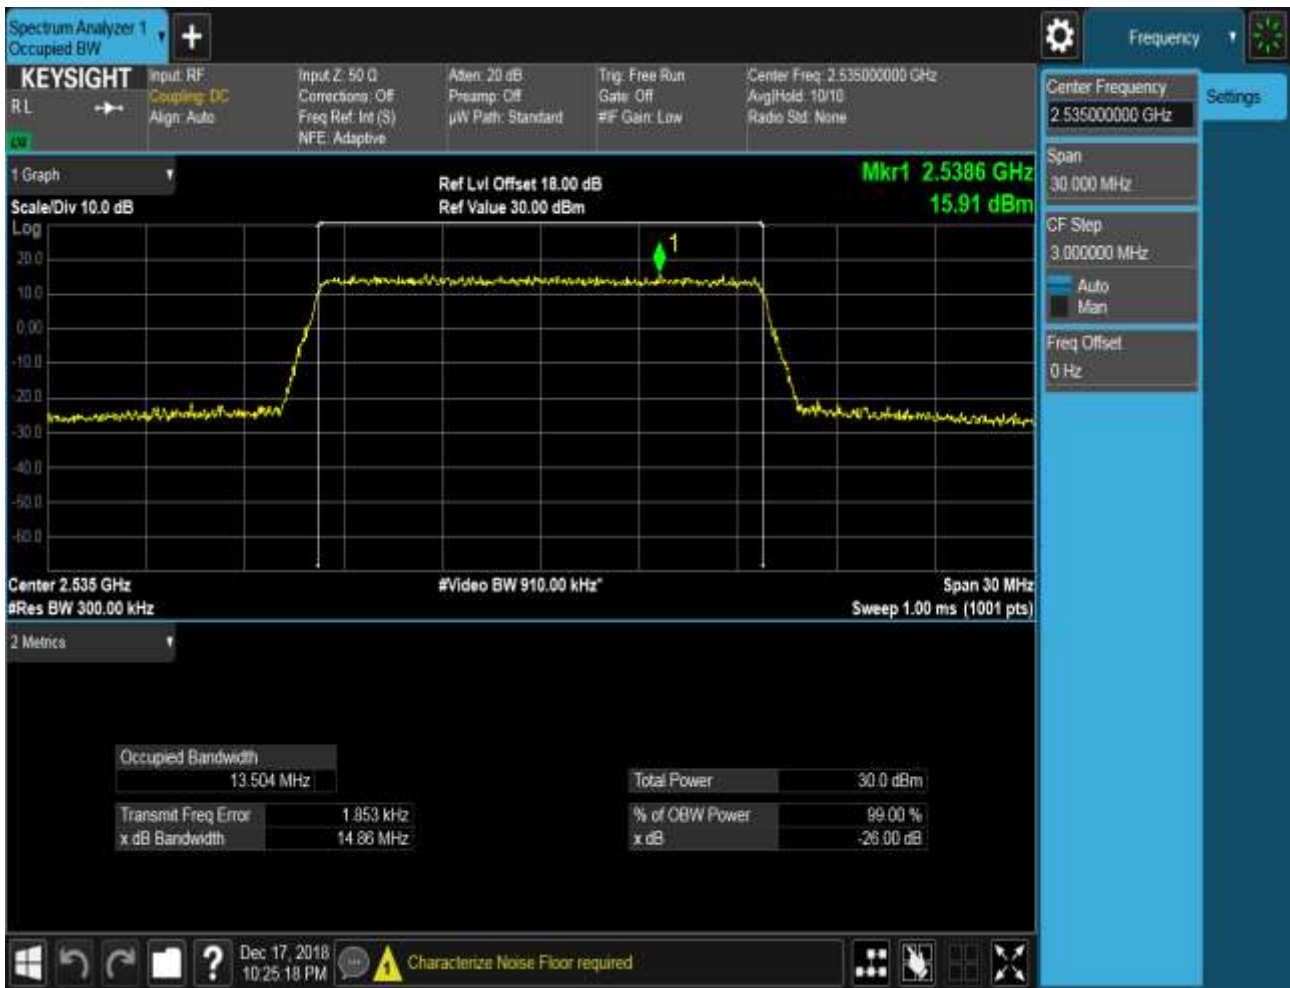 Spectrum Analyzer 1
Occupied BW
Frequency
KEYSIGHT
R L
Input: RF
Coupling: DC
Align: Auto
Input Z: 50 Ω
Corrections: Off
Freq Ref: Int (S)
NFE: Adaptive
Atten: 20 dB
Preamp: Off
µW Path: Standard
Trig: Free Run
Gate: Off
#IF Gain: Low
Center Freq: 2.535000000 GHz
Avg|Hold: 10/10
Radio Std: None
Center Frequency
2.535000000 GHz
Settings
Span
30.000 MHz
CF Step
3.000000 MHz
Auto
Man
Freq Offset
0 Hz
1 Graph
Scale/Div 10.0 dB
Ref Lvl Offset 18.00 dB
Ref Value 30.00 dBm
Mkr1 2.5386 GHz
15.91 dBm
Log
20.0
10.0
0.00
-10.0
-20.0
-30.0
-40.0
-50.0
-60.0
1
Center 2.535 GHz
#Res BW 300.00 kHz
#Video BW 910.00 kHz*
Span 30 MHz
Sweep 1.00 ms (1001 pts)
2 Metrics
Occupied Bandwidth
13.504 MHz
Transmit Freq Error 1.853 kHz
x dB Bandwidth 14.86 MHz
Total Power 30.0 dBm
% of OBW Power 99.00 %
x dB -26.00 dB
Dec 17, 2018
10:25:18 PM
1
Characterize Noise Floor required